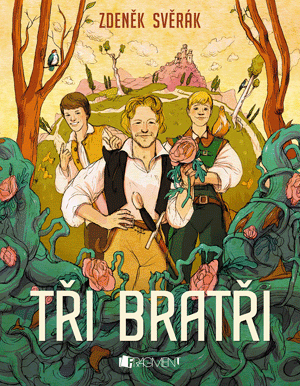 ZDENĚK SVĚRÁK
TŘI BRATŘI
FRAGMENT